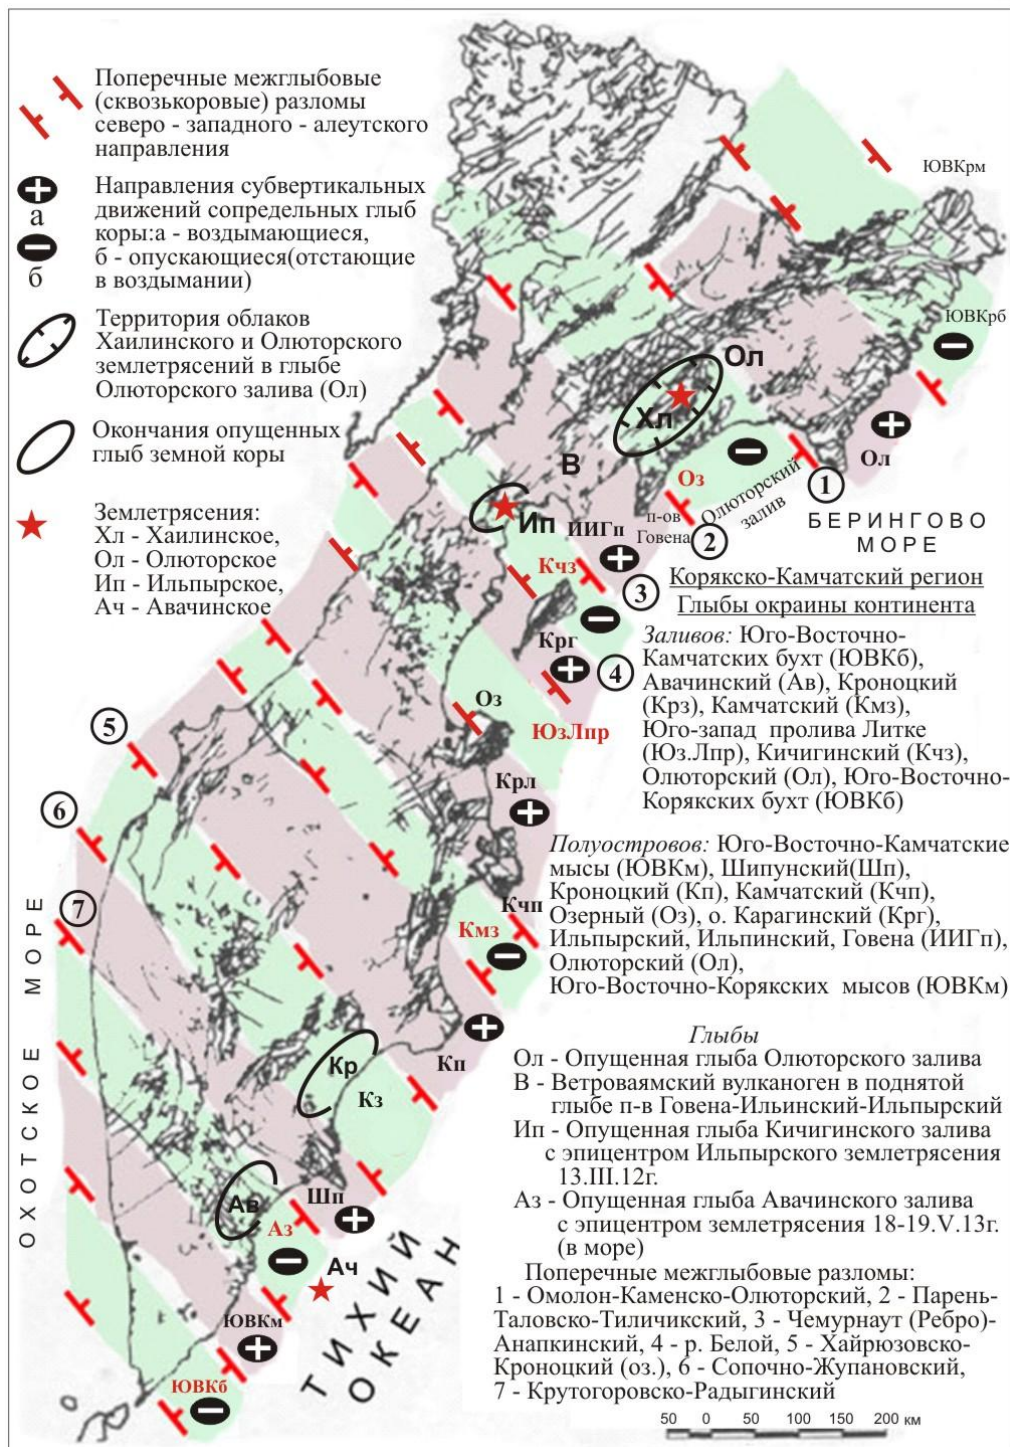 Поперечные межглыбовые
(сквозькоровые) разломы
северо - западного - алеутского
направления
Направления субвертикальных
а
движений сопредельных глыб
коры:а - воздымающиеся,
б
б - опускающиеся(отстающие
в воздымании)
Территория облаков
Хаилинского и Олюторского
землетрясений в глыбе
Олюторского залива (Ол)
Окончания опущенных
глыб земной коры
Землетрясения:
Хл - Хаилинское,
Ол - Олюторское
Ип - Ильпырское,
Ач - Авачинское
ЮВКрм
ЮВКрб
Ол
Хл
Ол
В
Оз
Олюторский
залив
1
п-ов
Говена
2
БЕРИНГОВО
МОРЕ
Ип
ИИГп
Кчз
3
Крг
4
Оз
ЮзЛпр
Крл
5
6
7
Кчп
Кмз
Кп
Кр
Кз
Шп
Ав
Аз
Ач
ЮВКм
ЮВКб
ОХОТСКОЕ МОРЕ
ТИХИЙ
ОКЕАН
Корякско-Камчатский регион
Глыбы окраины континента
Заливов: Юго-Восточно-
Камчатских бухт (ЮВКб),
Авачинский (Ав), Кроноцкий
(Крз), Камчатский (Кмз),
Юго-запад пролива Литке
(Юз.Лпр), Кичигинский (Кчз),
Олюторский (Ол), Юго-Восточно-
Корякских бухт (ЮВКб)
Полуостровов: Юго-Восточно-Камчатские
мысы (ЮВКм), Шипунский(Шп),
Кроноцкий (Кп), Камчатский (Кчп),
Озерный (Оз), о. Карагинский (Крг),
Ильпырский, Ильпинский, Говена (ИИГп),
Олюторский (Ол),
Юго-Восточно-Корякских мысов (ЮВКм)
Глыбы
Ол - Опущенная глыба Олюторского залива
В - Ветроваямский вулканоген в поднятой
глыбе п-в Говена-Ильинский-Ильпырский
Ип - Опущенная глыба Кичигинского залива
с эпицентром Ильпырского землетрясения
13.III.12г.
Аз - Опущенная глыба Авачинского залива
с эпицентром землетрясения 18-19.V.13г.
(в море)
Поперечные межглыбовые разломы:
1 - Омолон-Каменско-Олюторский, 2 - Парень-
Таловско-Тиличикский, 3 - Чемурнаут (Ребро)-
Анапкинский, 4 - р. Белой, 5 - Хайрюзовско-
Кроноцкий (оз.), 6 - Сопочно-Жупановский,
7 - Крутогоровско-Радыгинский
50 0 50 100 150 200 км